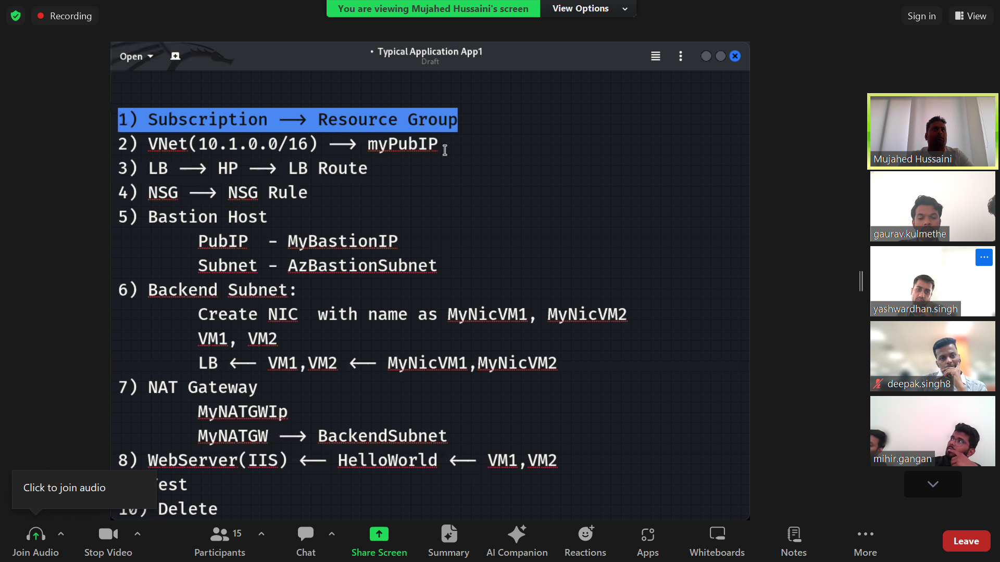 Recording
You are viewing Mujahed Hussaini's screen
View Options
Sign in
View
Open
• Typical Application App1
Draft
1) Subscription ⟶ Resource Group
2) VNet(10.1.0.0/16) ⟶ myPubIP
3) LB ⟶ HP ⟶ LB Route
4) NSG ⟶ NSG Rule
5) Bastion Host
PubIP - MyBastionIP
Subnet - AzBastionSubnet
6) Backend Subnet:
Create NIC with name as MyNicVM1, MyNicVM2
VM1, VM2
LB ⟵ VM1,VM2 ⟵ MyNicVM1,MyNicVM2
7) NAT Gateway
MyNATGWIp
MyNATGW ⟶ BackendSubnet
8) WebServer(IIS) ⟵ HelloWorld ⟵ VM1,VM2
est
10) Delete
Click to join audio
Mujahed Hussaini
gaurav.kulmethe
yashwardhan.singh
deepak.singh8
mihir.gangan
Join Audio
Stop Video
15
Participants
Chat
Share Screen
Summary
AI Companion
Reactions
Apps
Whiteboards
Notes
More
Leave